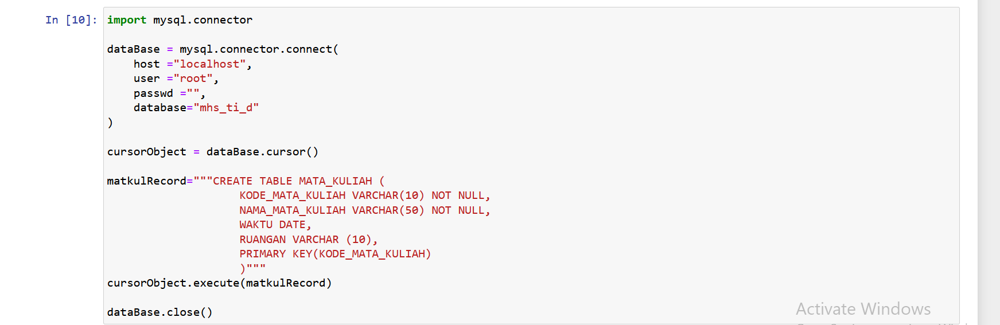 In [10]: import mysql.connector
dataBase = mysql.connector.connect(
host ="localhost",
user ="root",
passwd ="",
database="mhs_ti_d"
)
cursorObject = dataBase.cursor()
matkulRecord="""CREATE TABLE MATA_KULIAH (
KODE_MATA_KULIAH VARCHAR(10) NOT NULL,
NAMA_MATA_KULIAH VARCHAR(50) NOT NULL,
WAKTU DATE,
RUANGAN VARCHAR (10),
PRIMARY KEY(KODE_MATA_KULIAH)
)"""
cursorObject.execute(matkulRecord)
dataBase.close()
Activate Windows